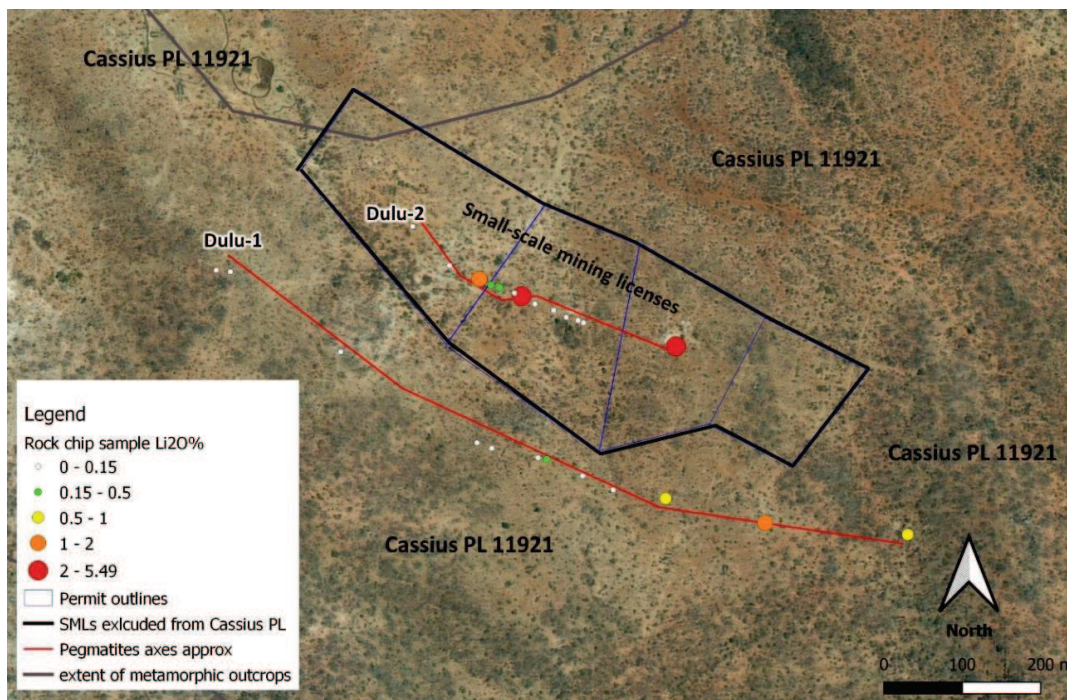 Cassius PL 11921
Cassius PL 11921
Dulu-2
Small-scale mining licenses
Dulu-1
Cassius PL 11921
Cassius PL 11921
Legend
Rock chip sample Li2O%
0 - 0.15
0.15 - 0.5
0.5 - 1
1 - 2
2 - 5.49
Permit outlines
SMLs exlcuded from Cassius PL
Pegmatites axes approx
extent of metamorphic outcrops
North
0 100 200 m